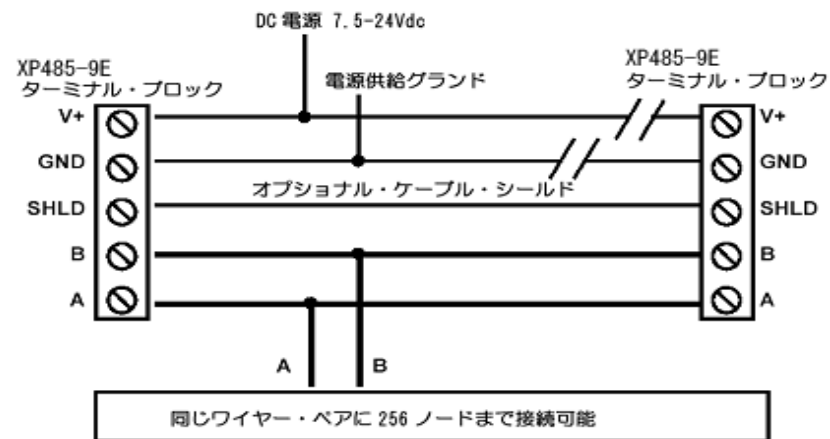 DC 電源 7.5-24Vdc
XP485-9E
ターミナル・ブロック
電源供給グランド
XP485-9E
ターミナル・ブロック
V+
V+
GND
GND
オプショナル・ケーブル・シールド
SHLD
SHLD
B
B
A
A
A
B
同じワイヤー・ペアに 256 ノードまで接続可能